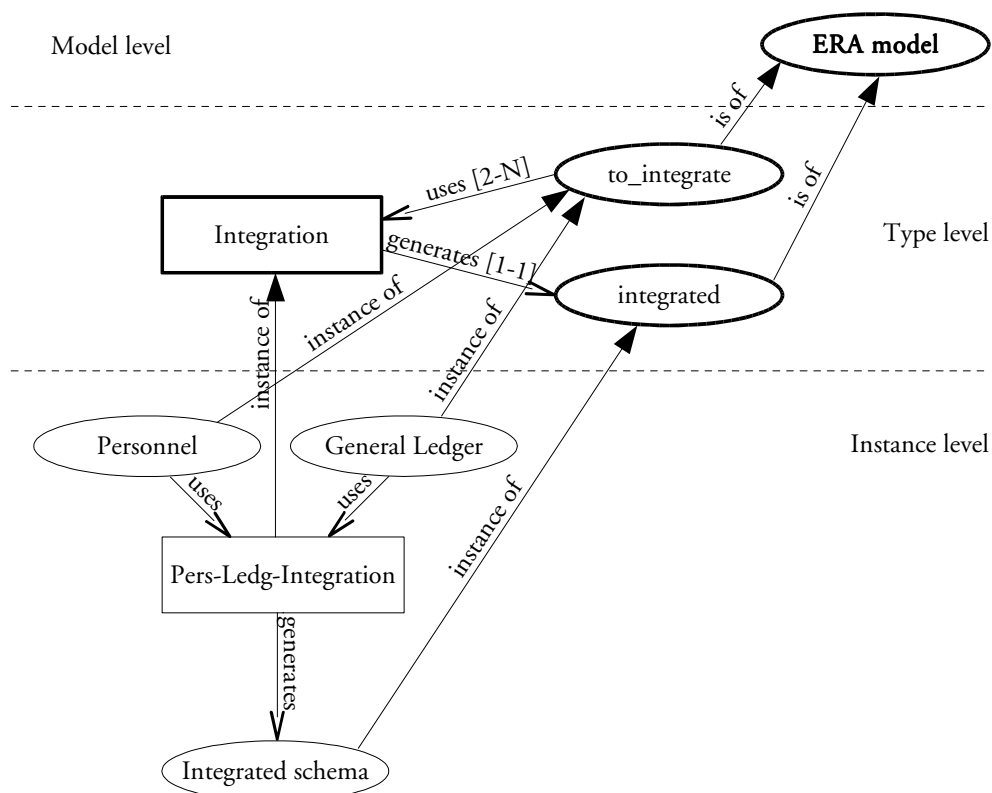 Model level
ERA model
is of
is of
to_integrate
uses [2-N]
Integration
generates [1-1]
Type level
integrated
instance of
instance of
instance of
Personnel
General Ledger
Instance level
uses
uses
instance of
Pers-Ledg-Integration
generates
Integrated schema